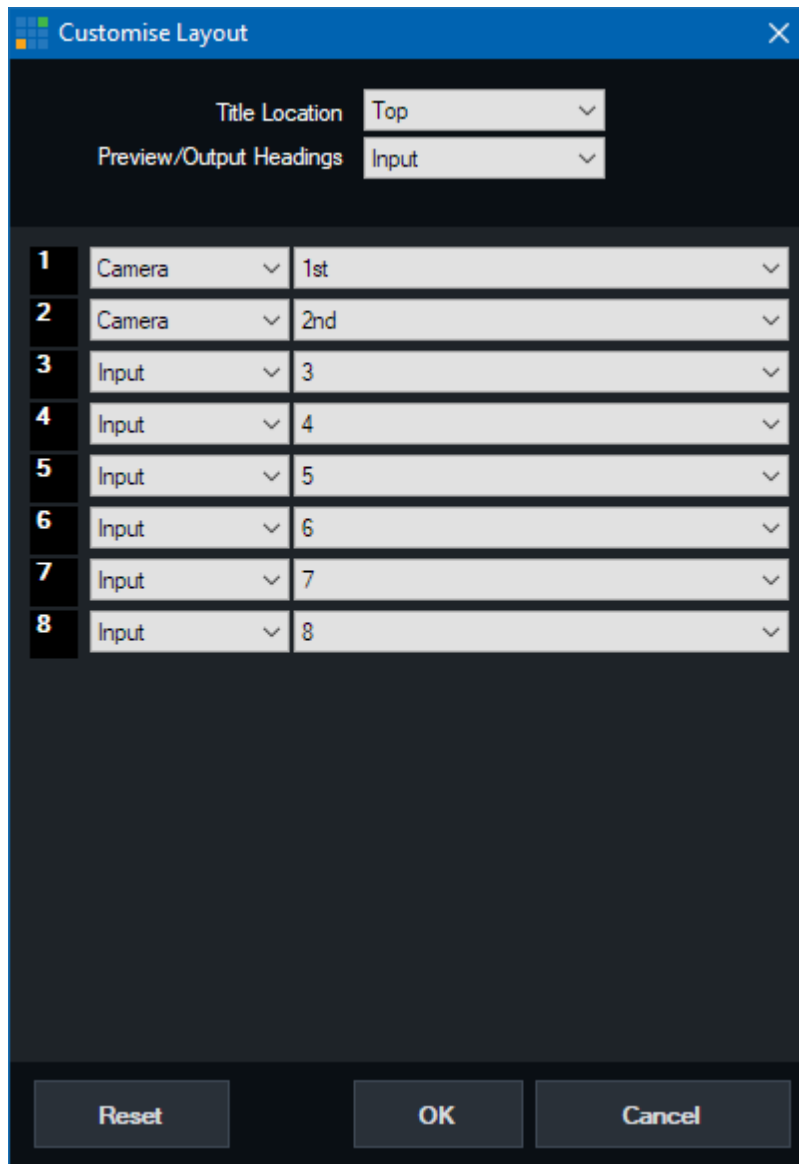 Customise Layout
Title Location Top
Preview/Output Headings Input
1 Camera 1st
2 Camera 2nd
3 Input 3
4 Input 4
5 Input 5
6 Input 6
7 Input 7
8 Input 8
Reset OK Cancel